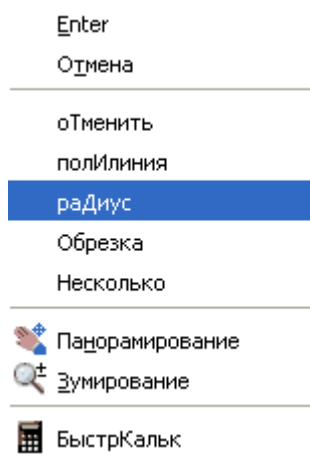 Enter
Отмена
оТменить
полИлиния
раДиус
Обрезка
Несколько
Панорамирование
Зумирование
БыстрКальк